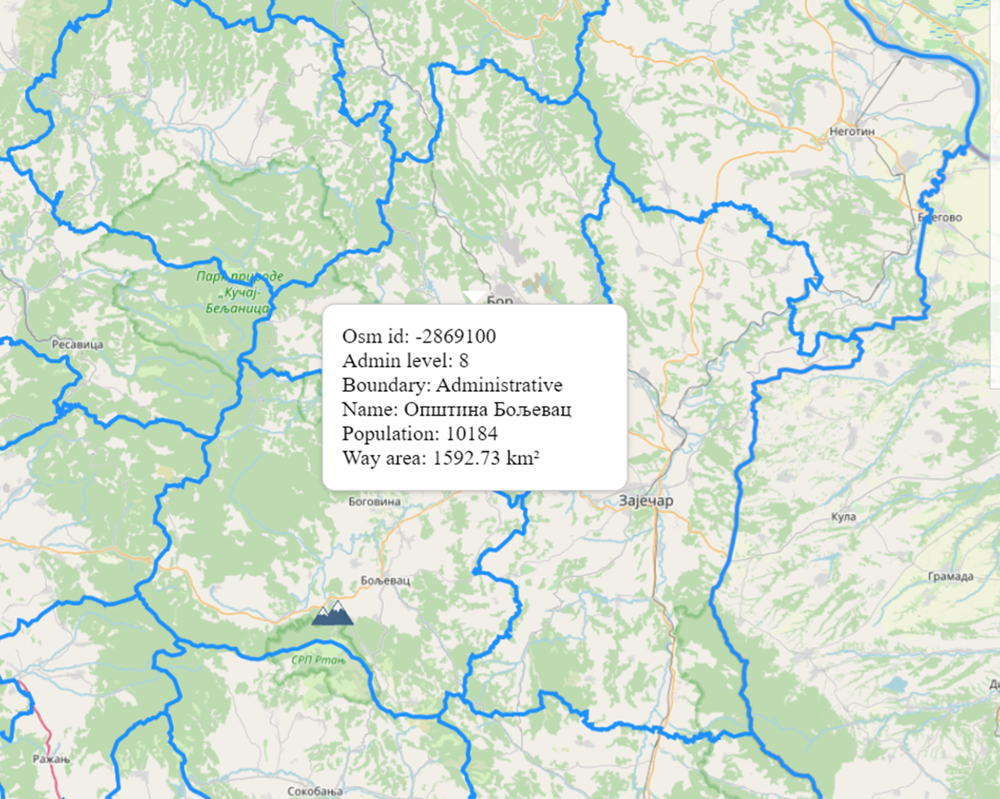 Неготин
Брегово
Парк природе
„Кучај-
Бељаница“
Бор
Ресавица
Osm id: -2869100
Admin level: 8
Boundary: Administrative
Name: Општина Бољевац
Population: 10184
Way area: 1592.73 km²
Боговина
Зајечар
Кула
Бољевац
Грамада
СРП Ртањ
Ражањ
Сокобања